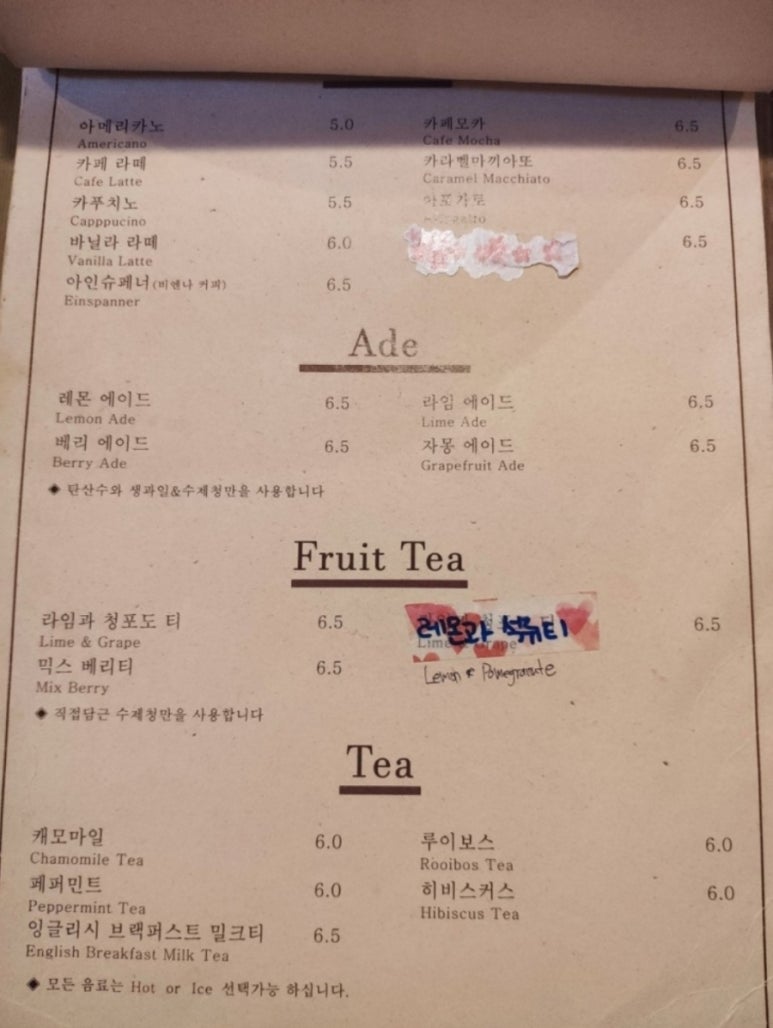 아메리카노 5.0 카페모카 6.5
Americano Cafe Mocha
카페 라떼 5.5 카라멜마끼아또 6.5
Cafe Latte Caramel Macchiato
카푸치노 5.5 아포가토 6.5
Capppucino
바닐라 라떼 6.0 6.5
Vanilla Latte
아인슈페너(비엔나 커피) 6.5
Einspanner
Ade
레몬 에이드 6.5 라임 에이드 6.5
Lemon Ade Lime Ade
베리 에이드 6.5 자몽 에이드 6.5
Berry Ade Grapefruit Ade
◈ 탄산수와 생과일&수제청만을 사용합니다
Fruit Tea
라임과 청포도 티 6.5 레몬과 석류티 6.5
Lime & Grape Lime & Grape
믹스 베리티 6.5 Lemon & Pomegranate
Mix Berry
◈ 직접담근 수제청만을 사용합니다
Tea
캐모마일 6.0 루이보스 6.0
Chamomile Tea Rooibos Tea
페퍼민트 6.0 히비스커스 6.0
Peppermint Tea Hibiscus Tea
잉글리시 브랙퍼스트 밀크티 6.5
English Breakfast Milk Tea
◈ 모든 음료는 Hot or Ice 선택가능 하십니다.